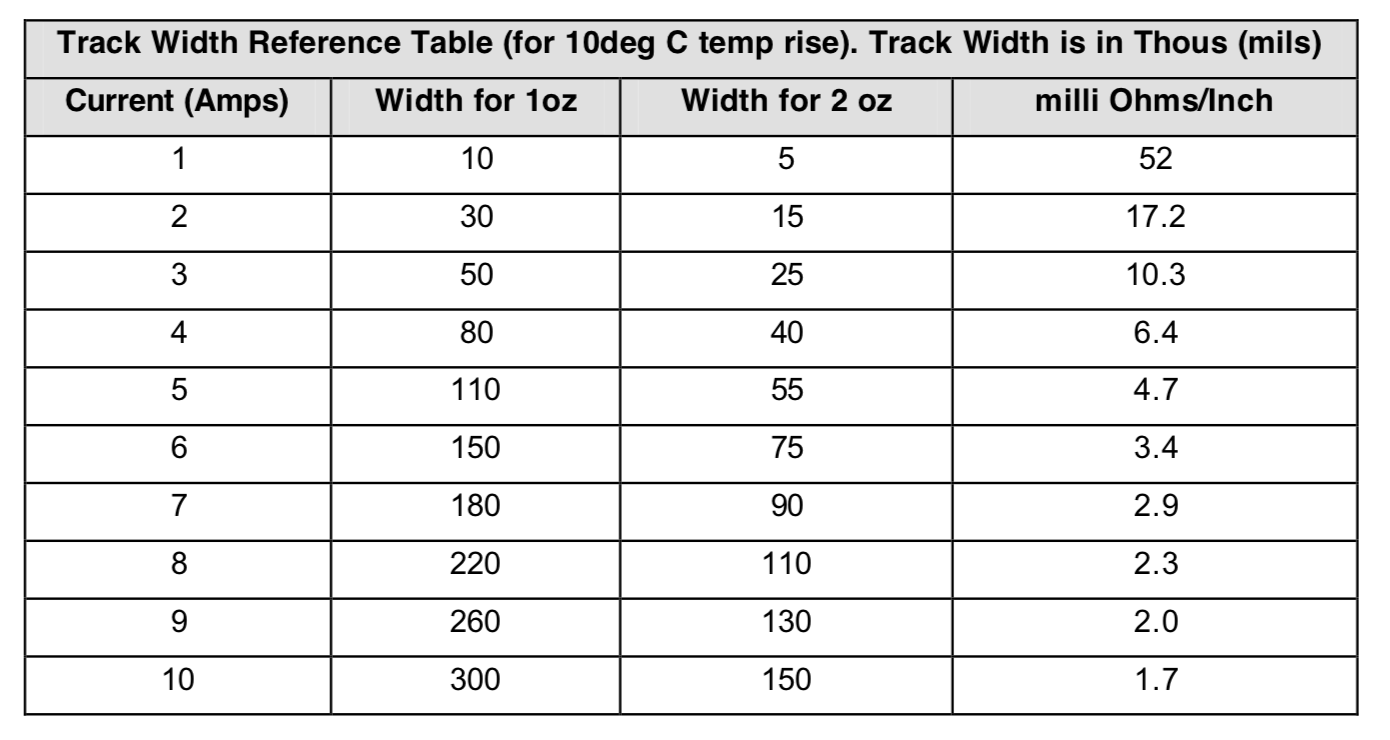 Track Width Reference Table (for 10deg C temp rise). Track Width is in Thous (mils)
Current (Amps) Width for 1oz Width for 2 oz milli Ohms/Inch
1 10 5 52
2 30 15 17.2
3 50 25 10.3
4 80 40 6.4
5 110 55 4.7
6 150 75 3.4
7 180 90 2.9
8 220 110 2.3
9 260 130 2.0
10 300 150 1.7